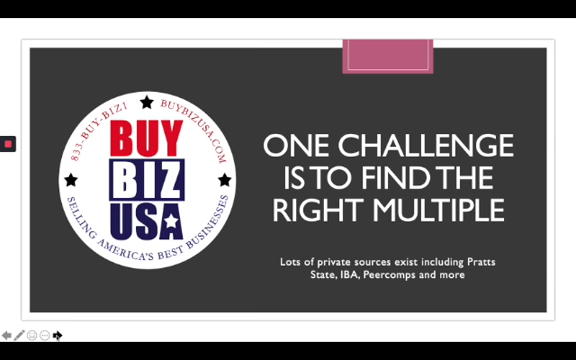 833-BUY-BIZ1
BUYBIZUSA.COM
BUY
BIZ
USA
SELLING AMERICA'S BEST BUSINESSES
ONE CHALLENGE
IS TO FIND THE
RIGHT MULTIPLE
Lots of private sources exist including Pratts
State, IBA, Peercomps and more